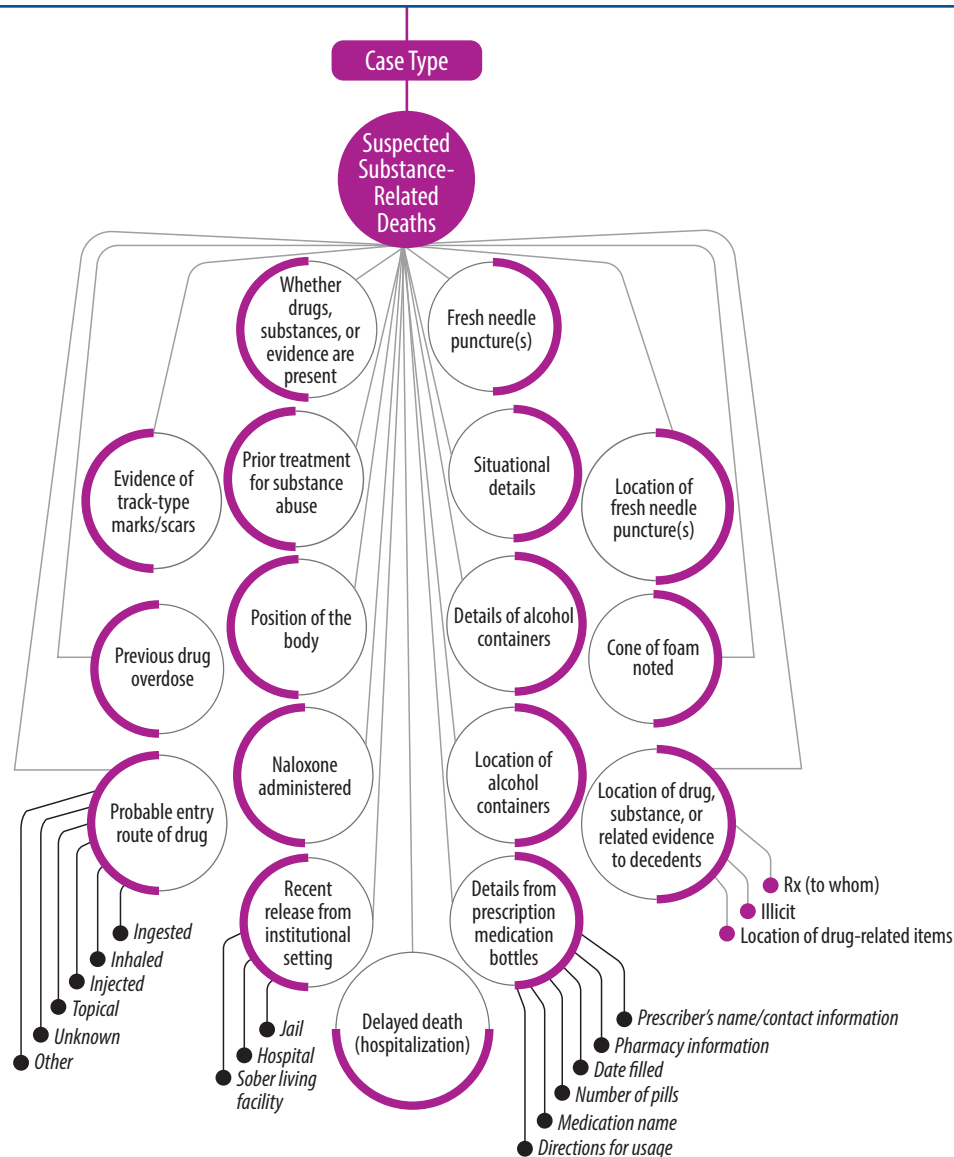 Case Type
Suspected
Substance-
Related
Deaths
Whether
drugs,
substances, or
evidence are
present
Fresh needle
puncture(s)
Evidence of
track-type
marks/scars
Prior treatment
for substance
abuse
Situational
details
Location of
fresh needle
puncture(s)
Previous drug
overdose
Position of the
body
Details of alcohol
containers
Cone of foam
noted
Probable entry
route of drug
Naloxone
administered
Location of
alcohol
containers
Location of drug,
substance, or
related evidence
to decedents
Ingested
Inhaled
Injected
Topical
Unknown
Other
Recent
release from
institutional
setting
Jail
Hospital
Sober living
facility
Delayed death
(hospitalization)
Details from
prescription
medication
bottles
Rx (to whom)
Illicit
Location of drug-related items
Prescriber's name/contact information
Pharmacy information
Date filled
Number of pills
Medication name
Directions for usage